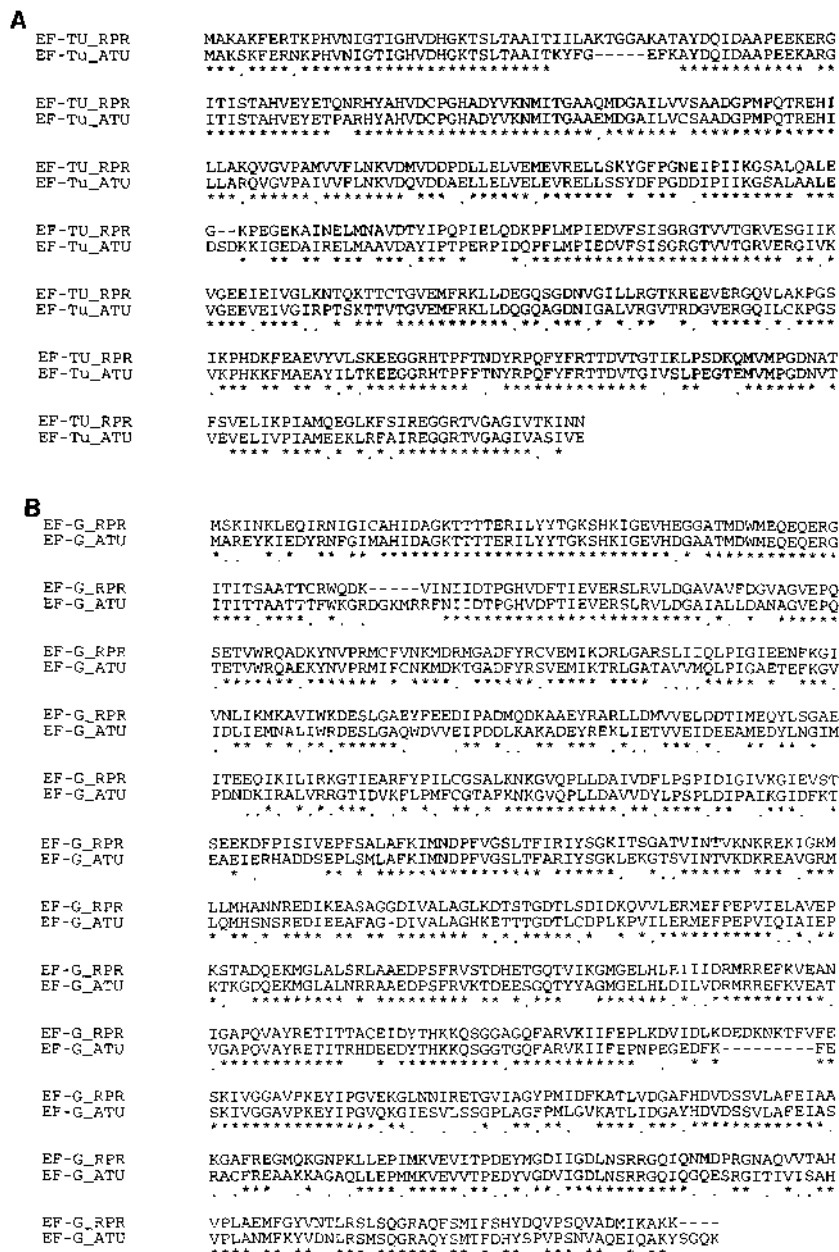 A
EF-TU_RPR MAKAKFERTKPHVNIGTIGHVDHGKTSLTAAITIILAKTGGAKATAYDQIDAAPEEKERG
EF-Tu_ATU MAKSKFERNKPHVNIGTIGHVDHGKTSLTAAITKYFG-----EFKAYDQIDAAPEEKARG
EF-TU_RPR ITISTAHVEYETQNRHYAHVDCPGHADYVKNMITGAAQMDGAILVVSAADGPMPQTREHI
EF-Tu_ATU ITISTAHVEYETPARHYAHVDCPGHADYVKNMITGAAEMDGAILVCSAADGPMPQTREHI
EF-TU_RPR LLAKQVGVPAMVVFLNKVDMVDDPDLLELVEMEVRELLSKYGFPGNEIPIIKGSALQALE
EF-Tu_ATU LLARQVGVPAIVVFLNKVDQVDDAELLELVELEVRELLSSYDFPGDDIPIIKGSALAALE
EF-TU_RPR G--KPEGEKAINELMNAVDTYIPQPIELQDKPFLMPIEDVFSISGRGTVVTGRVESGIIK
EF-Tu_ATU DSDKKIGEDAIRELMAAVDAYIPTPERPIDQPFLMPIEDVFSISGRGTVVTGRVERGIVK
EF-TU_RPR VGEEIEIVGLKNTQKTTCTGVEMFRKLLDEGQSGDNVGILLRGTKREEVERGQVLAKPGS
EF-Tu_ATU VGEEVEIVGIRPTSKTTVTGVEMFRKLLDQGQAGDNIGALVRGVTRDGVERGQILCKPGS
EF-TU_RPR IKPHDKFEAEVYVLSKEEGGRHTPFTNDYRPQFYFRTTDVTGTIKLPSDKQMVMPGDNAT
EF-Tu_ATU VKPHKKFMAEAYILTKEEGGRHTPFFTNYRPQFYFRTTDVTGIVSLPEGTEMVMPGDNVT
EF-TU_RPR FSVELIKPIAMQEGLKFSIREGGRTVGAGIVTKINN
EF-Tu_ATU VEVELIVPIAMEEKLRFAIREGGRTVGAGIVASIVE
B
EF-G_RPR MSKINKLEQIRNIGICAHIDAGKTTTTERILYYTGKSHKIGEVHEGGATMDWMEQEQERG
EF-G_ATU MAREYKIEDYRNFGIMAHIDAGKTTTTERILYYTGKSHKIGEVHDGAATMDWMEQEQERG
EF-G_RPR ITITSAATTCRWQDK-----VINIIDTPGHVDFTIEVERSLRVLDGAVAVFDGVAGVEPQ
EF-G_ATU ITITTAATTTFWKGRDGKMRRFNIIDTPGHVDFTIEVERSLRVLDGAIALLDANAGVEPQ
EF-G_RPR SETVWRQADKYNVPRMCFVNKMDRMGADFYRCVEMIKDRLGARSLIIQLPIGIEENFKGI
EF-G_ATU TETVWRQAEKYNVPRMIFCNKMDKTGADFYRSVEMIKTRLGATAVVMQLPIGAETEFKGV
EF-G_RPR VNLIKMKAVIWKDESLGAEYFEEDIPADMQDKAAEYRARLLDMVVELDDTIMEQYLSGAE
EF-G_ATU IDLIEMNALIWRDESLGAQWDVVEIPDDLKAKADEYREKLIETVVEIDEEAMEDYLNGIM
EF-G_RPR ITEEQIKILIRKGTIEARFYPILCGSALKNKGVQPLLDAIVDFLPSPIDIGIVKGIEVST
EF-G_ATU PDNDKIRALVRRGTIDVKFLPMFCGTAFKNKGVQPLLDAVVDYLPSPLDIPAIKGIDFKT
EF-G_RPR SEEKDFPISIVEPFSALAFKIMNDPFVGSLTFIRIYSGKITSGATVINTVKNKREKIGRM
EF-G_ATU EAEIERHADDSEPLSMLAFKIMNDPFVGSLTFARIYSGKLEKGTSVINTVKDKREAVGRM
EF-G_RPR LLMHANNREDIKEASAGGDIVALAGLKDTSTGDTLSDIDKQVVLERMEFPEPVIELAVEP
EF-G_ATU LQMHSNSREDIEEAFAG-DIVALAGHKETTTGDTLCDPLKPVILERMEFPEPVIQIAIEP
EF-G_RPR KSTADQEKMGLALSRLAAEDPSFRVSTDHETGQTVIKGMGELHLEIIIDRMRREFKVEAN
EF-G_ATU KTKGDQEKMGLALNRRAAEDPSFRVKTDEESGQTYYAGMGELHLDILVDRMRREFKVEAT
EF-G_RPR IGAPQVAYRETITTACEIDYTHKKQSGGAGQFARVKIIFEPLKDVIDLKDEDKNKTFVFE
EF-G_ATU VGAPQVAYRETITRHDEEDYTHKKQSGGTGQFARVKIIFEPNPEGEDFK---------FE
EF-G_RPR SKIVGGAVPKEYIPGVEKGLNNIRETGVIAGYPMIDFKATLVDGAFHDVDSSVLAFEIAA
EF-G_ATU SKIVGGAVPKEYIPGVQKGIESVLSSGPLAGFPMLGVKATLIDGAYHDVDSSVLAFEIAS
EF-G_RPR KGAFREGMQKGNPKLLEPIMKVEVITPDEYMGDIIGDLNSRRGQIQNMDPRGNAQVVTAH
EF-G_ATU RACFREAAKKAGAQLLEPMMKVEVVTPEDYVGDVIGDLNSRRGQIQGQESRGITIVISAH
EF-G_RPR VPLAEMFGYVNTLRSLSQGRAQFSMIFSHYDQVPSQVADMIKAKK----
EF-G_ATU VPLANMFKYVDNLRSMSQGRAQYSMTFDHYSPVPSNVAQEIQAKYSGQK